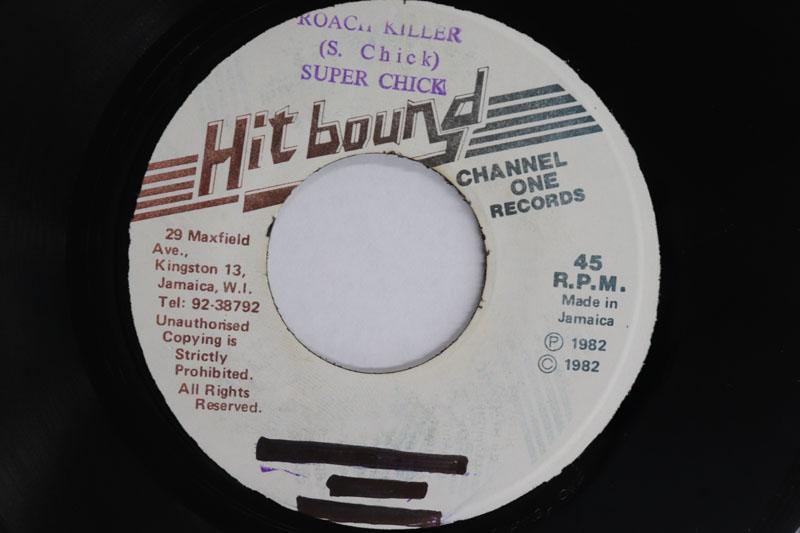 ROACH KILLER
(S. Chick)
SUPER CHICK
Hit bound
CHANNEL
ONE
RECORDS
29 Maxfield
Ave.,
Kingston 13,
Jamaica, W.I.
Tel: 92-38792
Unauthorised
Copying is
Strictly
Prohibited.
All Rights
Reserved.
45
R.P.M.
Made in
Jamaica
Ⓟ 1982
© 1982